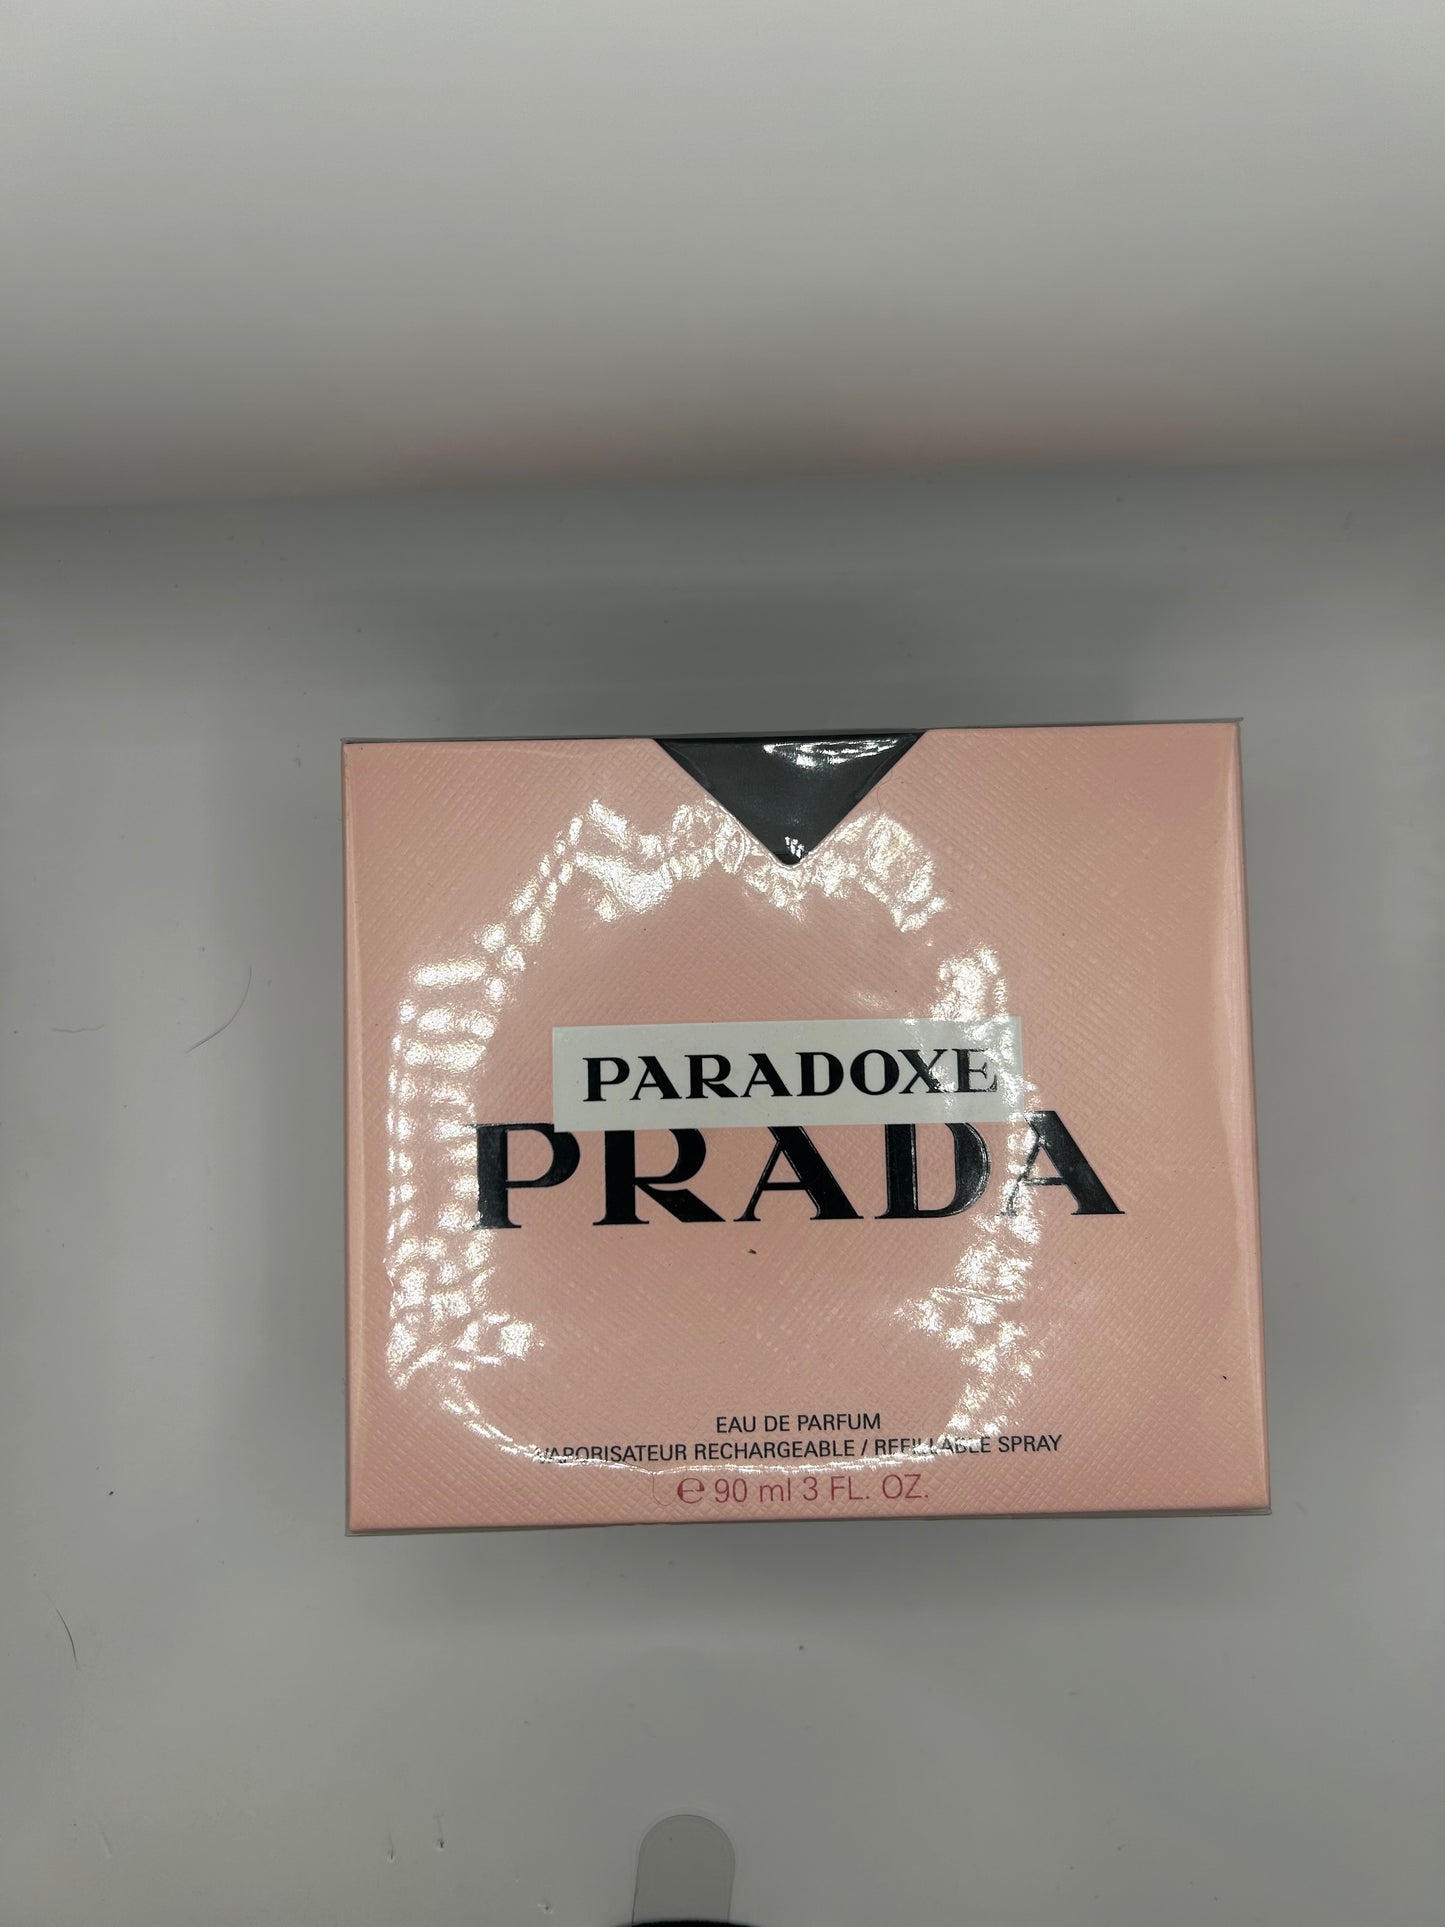 PARADOXE
PRADA
EAU DE PARFUM
VAPORISATEUR RECHARGEABLE / REFILLABLE SPRAY
℮ 90 ml 3 FL. OZ.